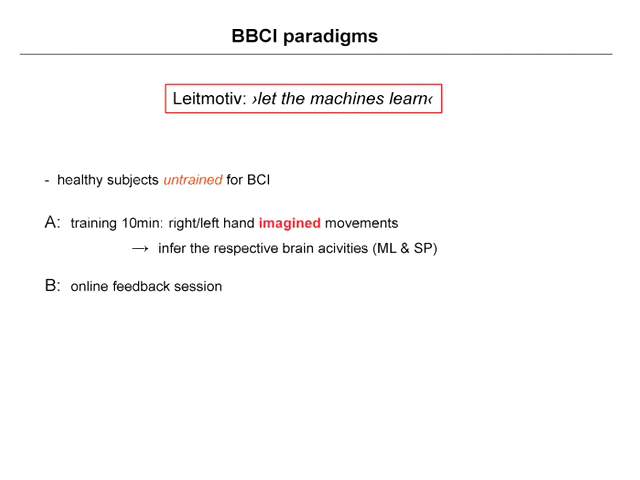 BBCI paradigms
Leitmotiv: ›let the machines learn‹
- healthy subjects untrained for BCI
A: training 10min: right/left hand imagined movements
→ infer the respective brain acivities (ML & SP)
B: online feedback session